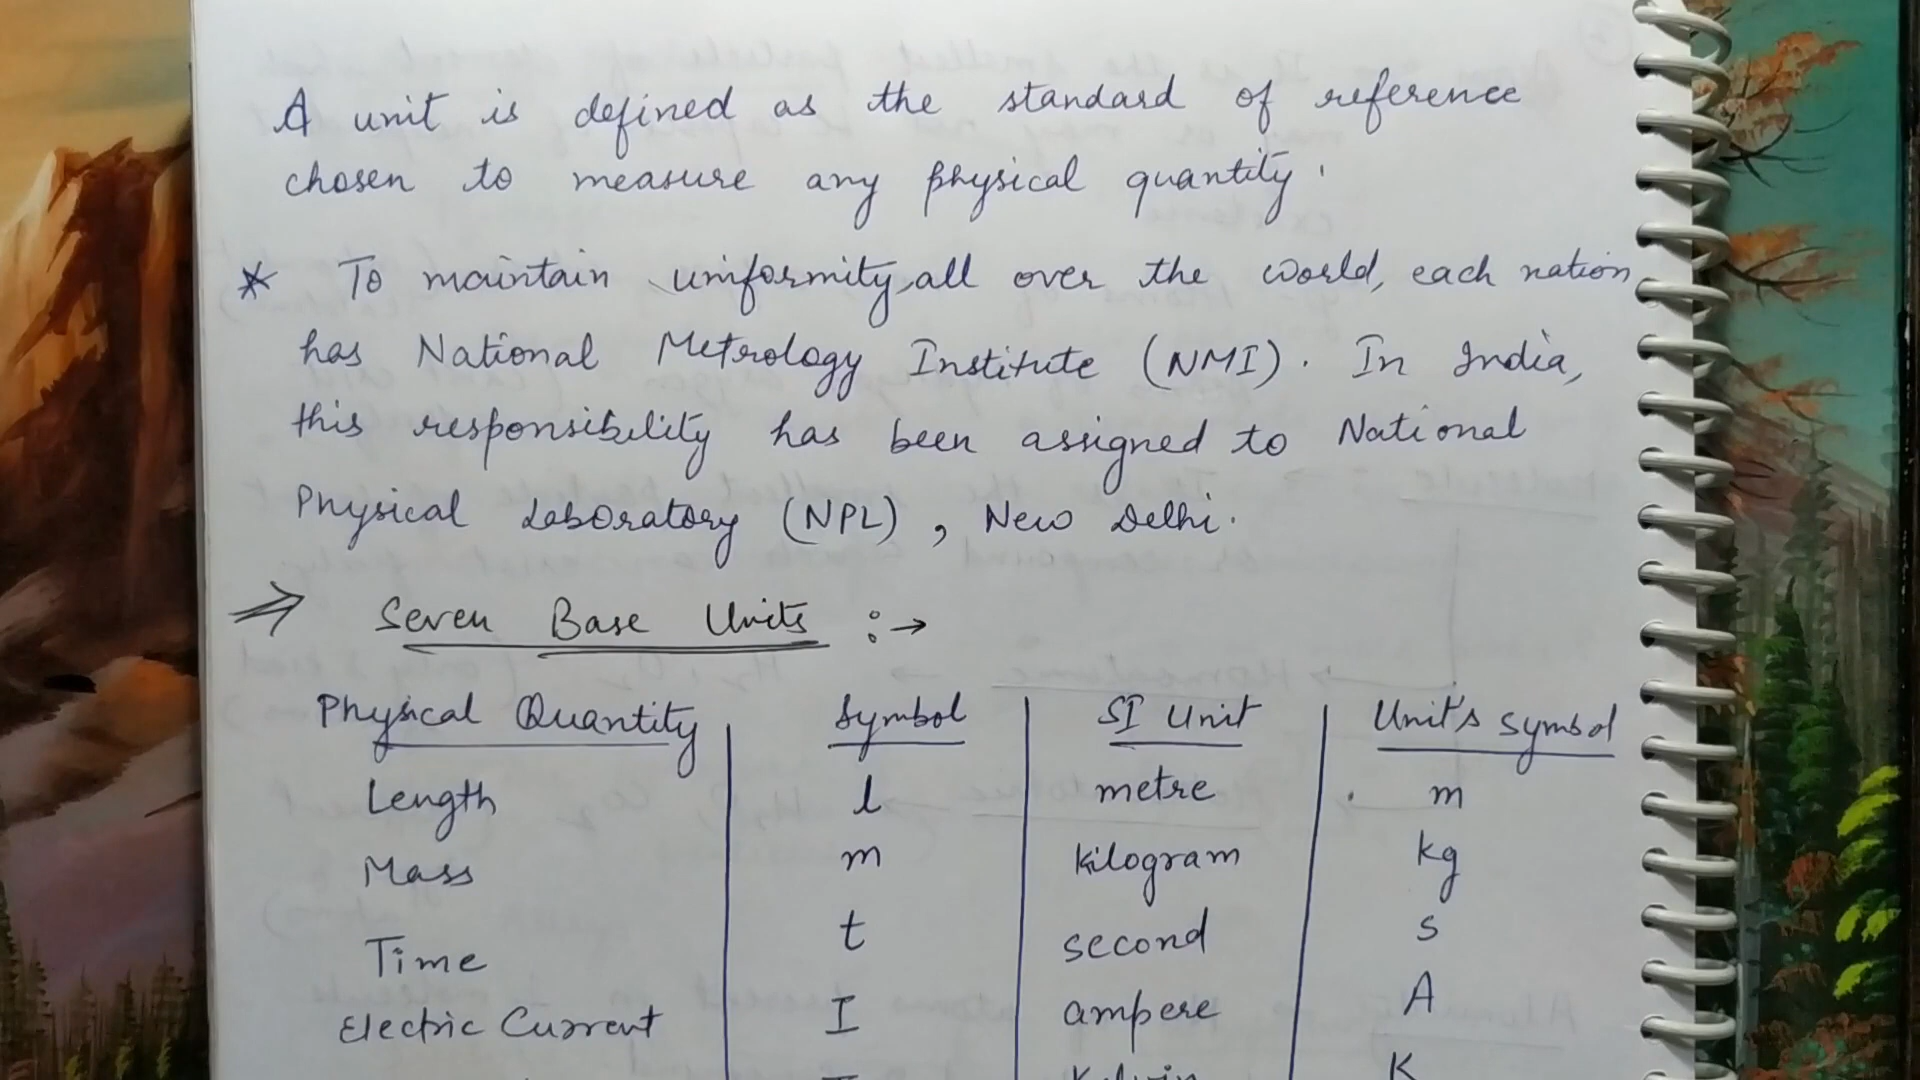 A unit is defined as the standard of reference
chosen to measure any physical quantity.
* To maintain uniformity, all over the world, each nation
has National Metrology Institute (NMI). In India,
this responsibility has been assigned to National
Physical Laboratory (NPL), New Delhi.
⇒ Seven Base Units :→
Physical Quantity | Symbol | SI Unit | Unit's symbol
Length | l | metre | m
Mass | m | kilogram | kg
Time | t | second | s
Electric Current | I | ampere | A
Kelvin | K